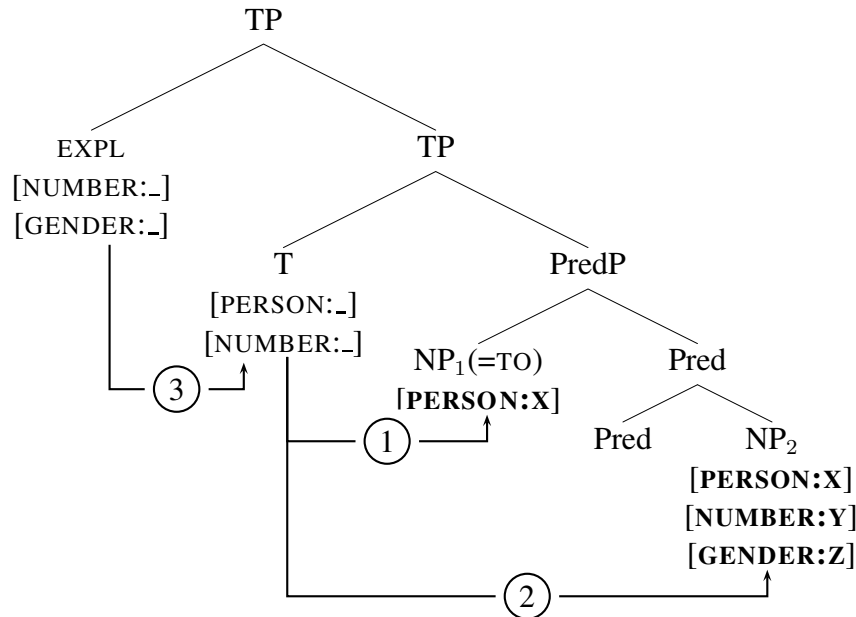 TP
EXPL
[NUMBER:_]
[GENDER:_]
TP
T
[PERSON:_]
[NUMBER:_]
PredP
NP₁(=TO)
[PERSON:X]
Pred
Pred
NP₂
[PERSON:X]
[NUMBER:Y]
[GENDER:Z]
3
1
2